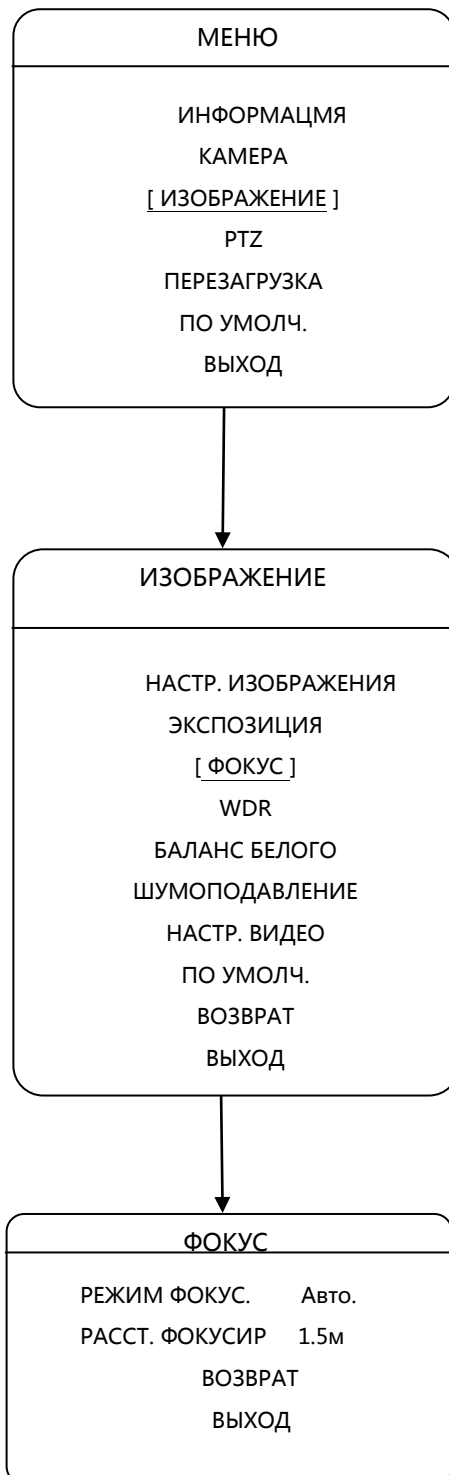 МЕНЮ
ИНФОРМАЦМЯ
КАМЕРА
[ ИЗОБРАЖЕНИЕ ]
PTZ
ПЕРЕЗАГРУЗКА
ПО УМОЛЧ.
ВЫХОД
ИЗОБРАЖЕНИЕ
НАСТР. ИЗОБРАЖЕНИЯ
ЭКСПОЗИЦИЯ
[ ФОКУС ]
WDR
БАЛАНС БЕЛОГО
ШУМОПОДАВЛЕНИЕ
НАСТР. ВИДЕО
ПО УМОЛЧ.
ВОЗВРАТ
ВЫХОД
ФОКУС
РЕЖИМ ФОКУС. Авто.
РАССТ. ФОКУСИР 1.5м
ВОЗВРАТ
ВЫХОД